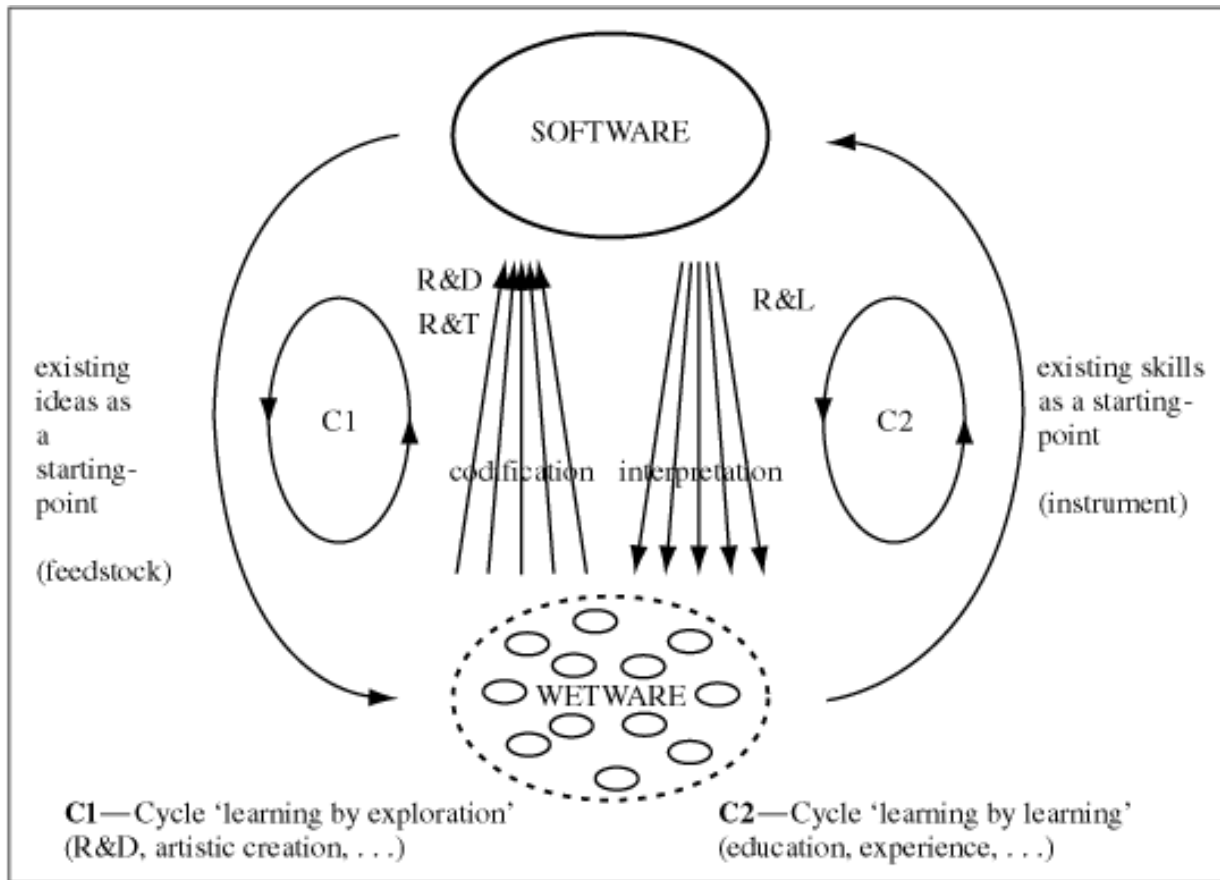 SOFTWARE
R&D
R&T
R&L
existing
ideas as
a
starting-
point
(feedstock)
C1
codification
interpretation
C2
existing skills
as a starting-
point
(instrument)
WETWARE
C1—Cycle ‘learning by exploration’
(R&D, artistic creation, . . .)
C2—Cycle ‘learning by learning’
(education, experience, . . .)